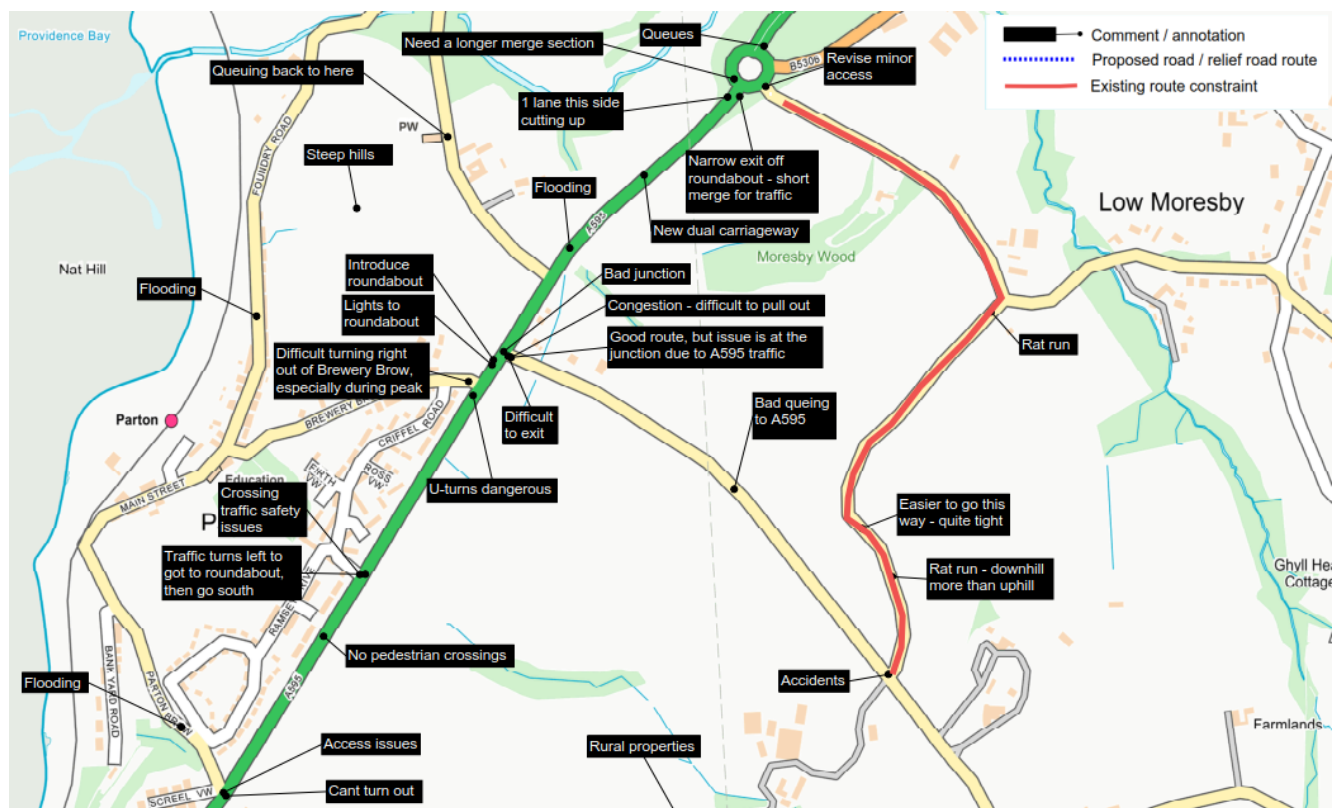 Providence Bay
Need a longer merge section
Queues
B5306
Revise minor
access
Queuing back to here
1 lane this side
cutting up
PW
Steep hills
FOUNDRY ROAD
Narrow exit off
roundabout - short
merge for traffic
Flooding
A595
New dual carriageway
Low Moresby
Moresby Wood
Nat Hill
Introduce
roundabout
Bad junction
Flooding
Lights to
roundabout
Congestion - difficult to pull out
Good route, but issue is at the
junction due to A595 traffic
Rat run
Difficult turning right
out of Brewery Brow,
especially during peak
Parton
BREWERY
CRIFFEL ROAD
Difficult
to exit
Bad queing
to A595
FIRTH
VW
ROSS
VW
Education
MAIN STREET
U-turns dangerous
Crossing
traffic safety
issues
P
Easier to go this
way - quite tight
Traffic turns left to
got to roundabout,
then go south
Rat run - downhill
more than uphill
Ghyll Hea
Cottage
No pedestrian crossings
BANK YARD ROAD
PARTON
Flooding
A595
Accidents
Farmlands
Access issues
Rural properties
SCREEL VW
Cant turn out
Comment / annotation
Proposed road / relief road route
Existing route constraint